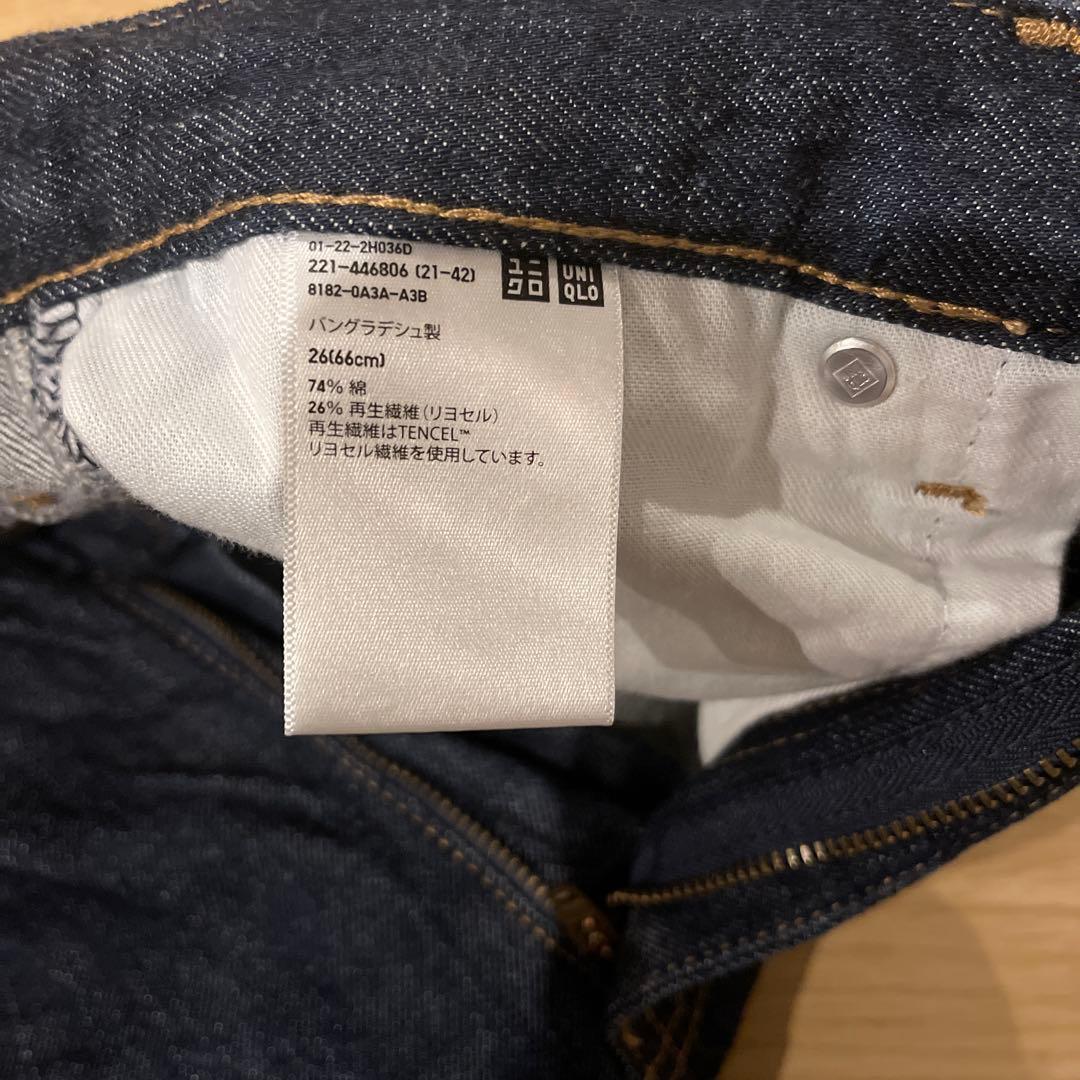 01-22-2H036D
221-446806 (21-42)
8182-0A3A-A3B
ユニ
クロ
UNI
QLO
バングラデシュ製
26(66cm)
74% 綿
26% 再生繊維(リヨセル)
再生繊維はTENCEL™
リヨセル繊維を使用しています。